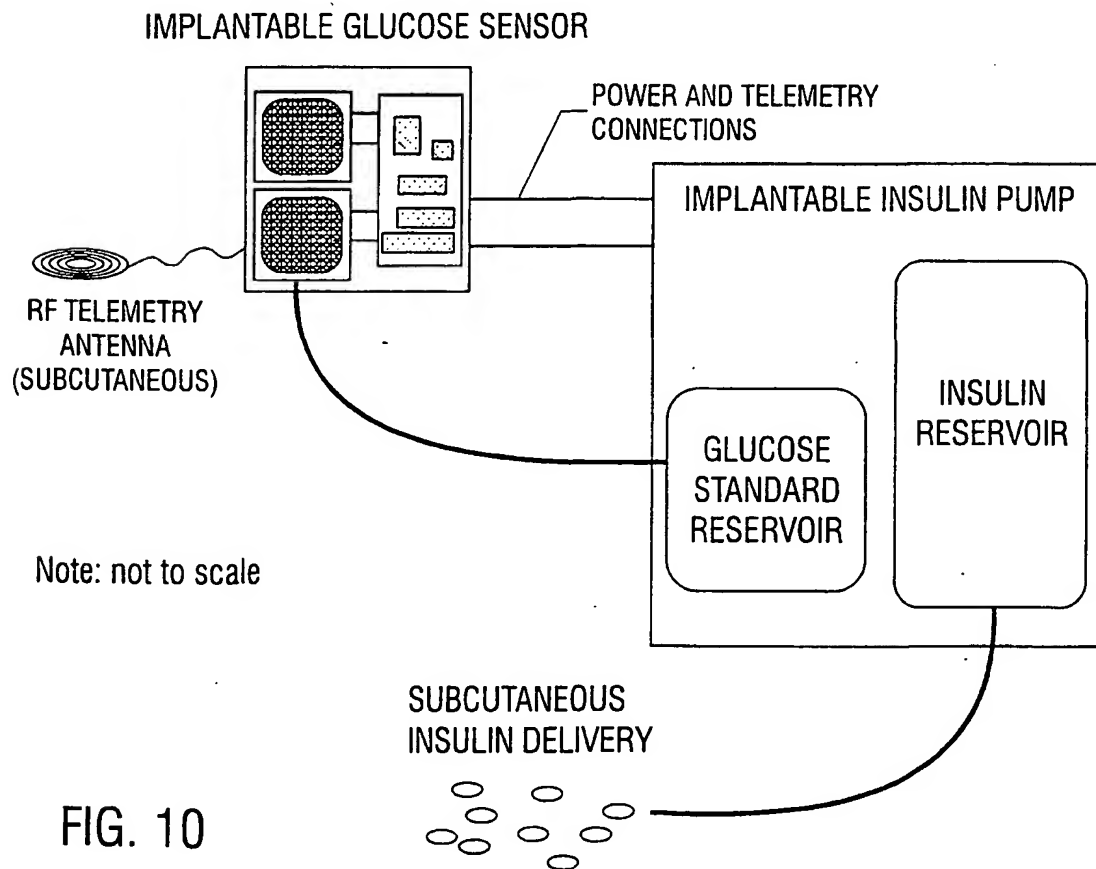 IMPLANTABLE GLUCOSE SENSOR
POWER AND TELEMETRY
CONNECTIONS
IMPLANTABLE INSULIN PUMP
RF TELEMETRY
ANTENNA
(SUBCUTANEOUS)
INSULIN
RESERVOIR
GLUCOSE
STANDARD
RESERVOIR
Note: not to scale
SUBCUTANEOUS
INSULIN DELIVERY
FIG. 10